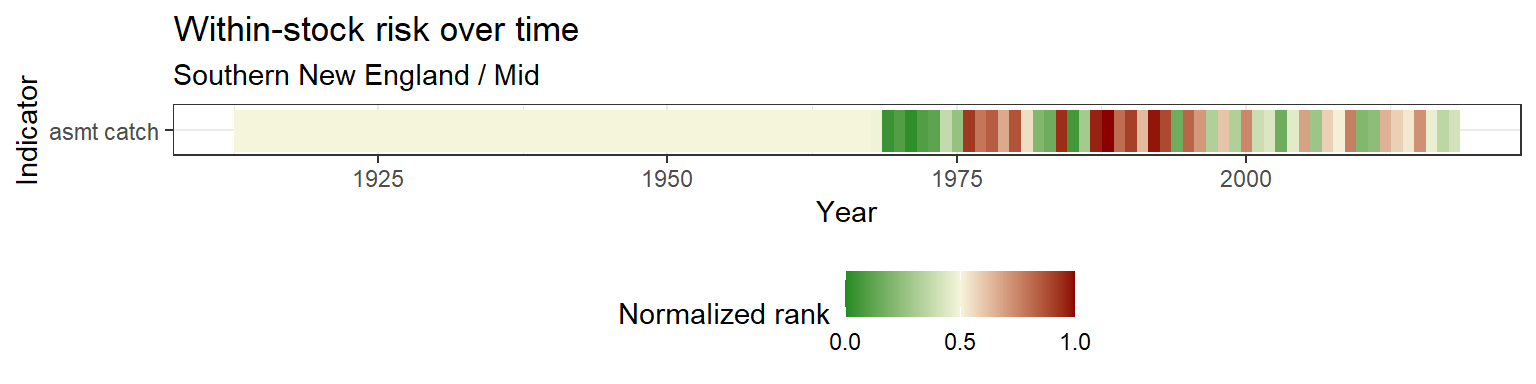 Within-stock risk over time
Southern New England / Mid
Indicator
asmt catch
1925 1950 1975 2000
Year
Normalized rank
0.0 0.5 1.0